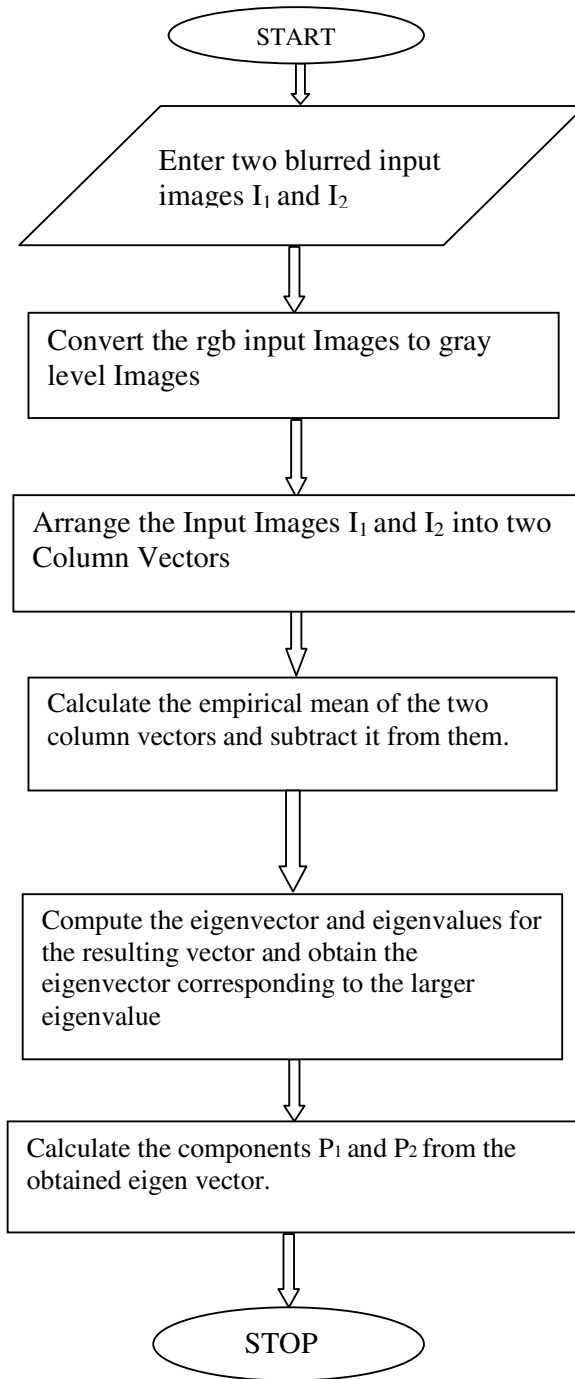 START
Enter two blurred input
images I₁ and I₂
Convert the rgb input Images to gray
level Images
Arrange the Input Images I₁ and I₂ into two
Column Vectors
Calculate the empirical mean of the two
column vectors and subtract it from them.
Compute the eigenvector and eigenvalues for
the resulting vector and obtain the
eigenvector corresponding to the larger
eigenvalue
Calculate the components P₁ and P₂ from the
obtained eigen vector.
STOP